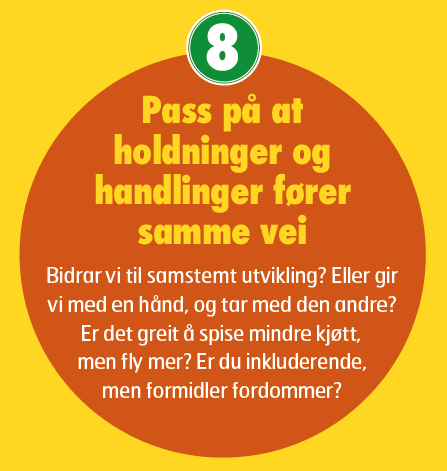 8
Pass på at
holdninger og
handlinger fører
samme vei
Bidrar vi til samstemt utvikling? Eller gir
vi med en hånd, og tar med den andre?
Er det greit å spise mindre kjøtt,
men fly mer? Er du inkluderende,
men formidler fordommer?